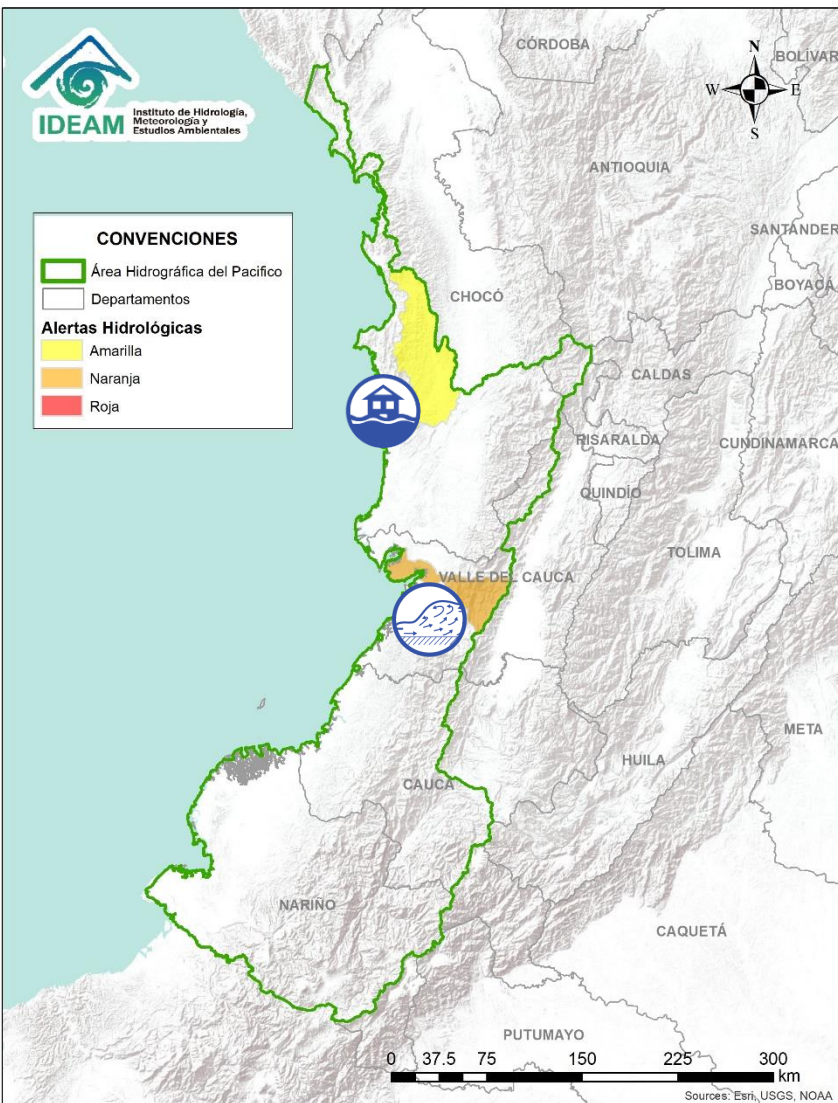 IDEAM
Instituto de Hidrología,
Meteorología y
Estudios Ambientales
CÓRDOBA
BOLÍVAR
N
W
E
S
ANTIOQUIA
SANTANDER
BOYACÁ
CHOCÓ
CONVENCIONES
Área Hidrográfica del Pacifico
Departamentos
Alertas Hidrológicas
Amarilla
Naranja
Roja
CALDAS
RISARALDA
CUNDINAMARCA
QUINDÍO
TOLIMA
VALLE DEL CAUCA
META
HUILA
CAUCA
NARIÑO
CAQUETÁ
PUTUMAYO
0 37.5 75 150 225 300
km
Sources: Esri, USGS, NOAA